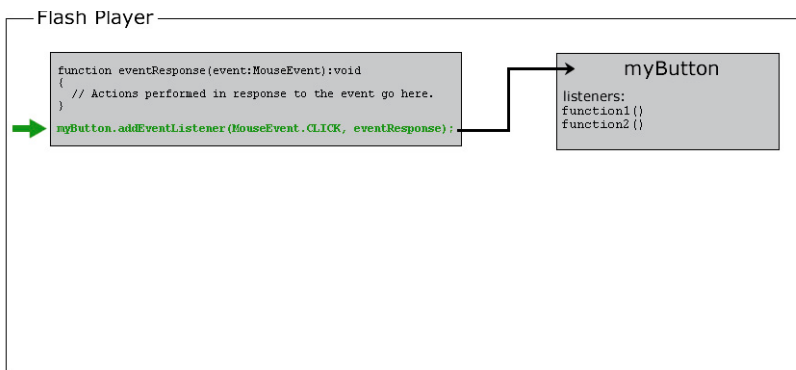 Flash Player
function eventResponse(event:MouseEvent):void
{
// Actions performed in response to the event go here.
}
myButton.addEventListener(MouseEvent.CLICK, eventResponse);
myButton
listeners:
function1()
function2()